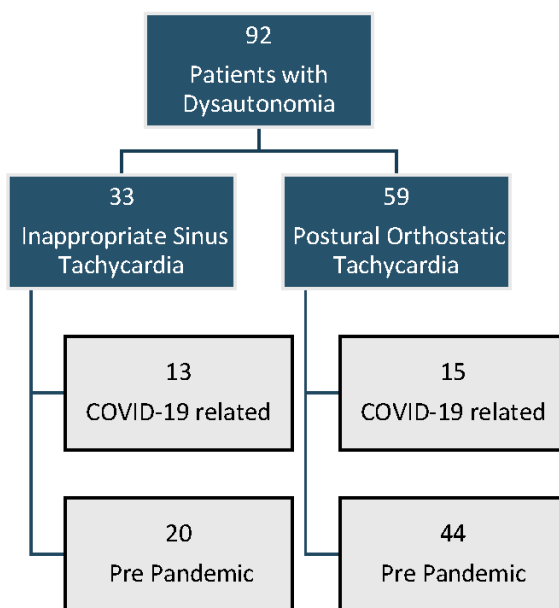 92
Patients with
Dysautonomia
33
Inappropriate Sinus
Tachycardia
59
Postural Orthostatic
Tachycardia
13
COVID-19 related
15
COVID-19 related
20
Pre Pandemic
44
Pre Pandemic